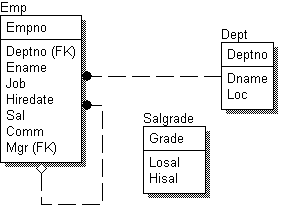 Emp
Empno
Deptno (FK)
Ename
Job
Hiredate
Sal
Comm
Mgr (FK)
Dept
Deptno
Dname
Loc
Salgrade
Grade
Losal
Hisal